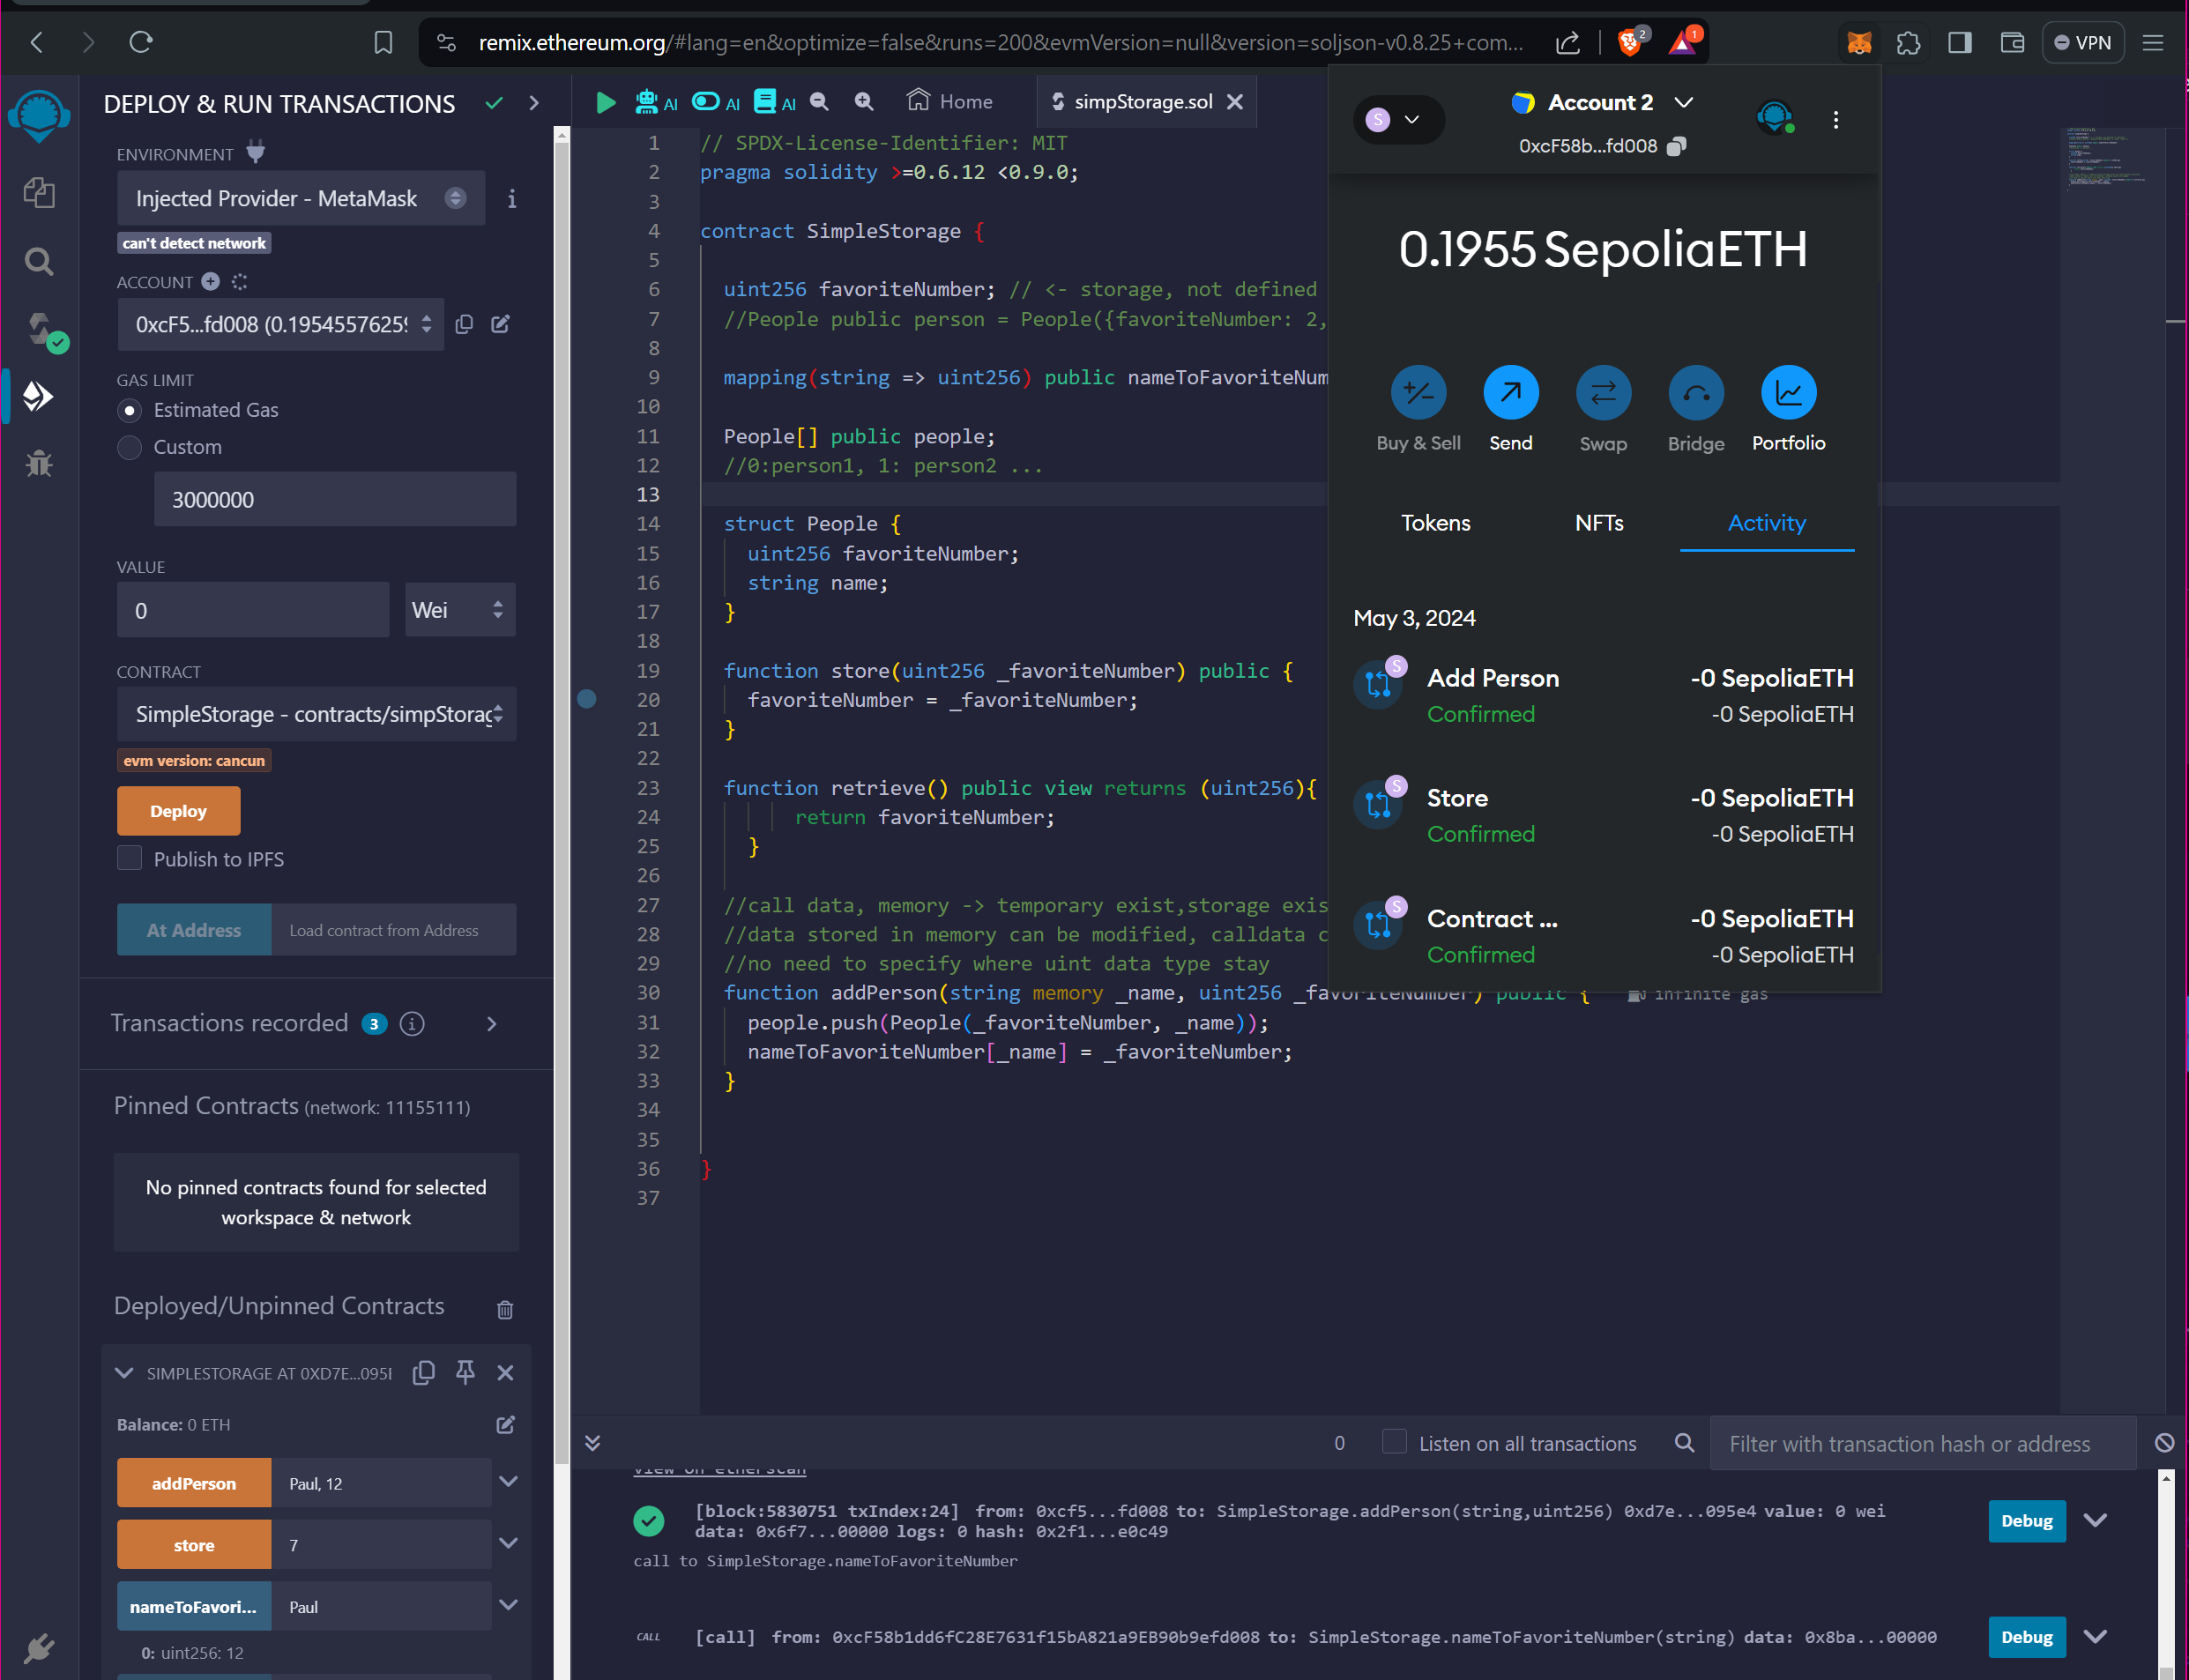 remix.ethereum.org/#lang=en&optimize=false&runs=200&evmVersion=null&version=soljson-v0.8.25+com...
2
1
VPN
DEPLOY & RUN TRANSACTIONS
ENVIRONMENT
Injected Provider - MetaMask
can't detect network
ACCOUNT
0xcF5...fd008 (0.1954557625
GAS LIMIT
Estimated Gas
Custom
3000000
VALUE
0
Wei
CONTRACT
SimpleStorage - contracts/simpStorag
evm version: cancun
Deploy
Publish to IPFS
At Address
Load contract from Address
Transactions recorded 3
Pinned Contracts (network: 11155111)
No pinned contracts found for selected
workspace & network
Deployed/Unpinned Contracts
SIMPLESTORAGE AT 0XD7E...095
Balance: 0 ETH
addPerson
Paul, 12
store
7
nameToFavori...
Paul
0: uint256: 12
AI
AI
AI
Home
simpStorage.sol
1 // SPDX-License-Identifier: MIT
2 pragma solidity >=0.6.12 <0.9.0;
3
4 contract SimpleStorage {
5
6 uint256 favoriteNumber; // <- storage, not defined
7 //People public person = People({favoriteNumber: 2,
8
9 mapping(string => uint256) public nameToFavoriteNum
10
11 People[] public people;
12 //0:person1, 1: person2 ...
13
14 struct People {
15 uint256 favoriteNumber;
16 string name;
17 }
18
19 function store(uint256 _favoriteNumber) public {
20 favoriteNumber = _favoriteNumber;
21 }
22
23 function retrieve() public view returns (uint256){
24 return favoriteNumber;
25 }
26
27 //call data, memory -> temporary exist,storage exis
28 //data stored in memory can be modified, calldata c
29 //no need to specify where uint data type stay
30 function addPerson(string memory _name, uint256 _favoriteNumber) public { infinite gas
31 people.push(People(_favoriteNumber, _name));
32 nameToFavoriteNumber[_name] = _favoriteNumber;
33 }
34
35
36 }
37
S
Account 2
0xcF58b...fd008
0.1955 SepoliaETH
Buy & Sell
Send
Swap
Bridge
Portfolio
Tokens
NFTs
Activity
May 3, 2024
S
Add Person
-0 SepoliaETH
Confirmed
-0 SepoliaETH
S
Store
-0 SepoliaETH
Confirmed
-0 SepoliaETH
S
Contract ...
-0 SepoliaETH
Confirmed
-0 SepoliaETH
0
Listen on all transactions
Filter with transaction hash or address
view on etherscan
[block:5830751 txIndex:24] from: 0xcf5...fd008 to: SimpleStorage.addPerson(string,uint256) 0xd7e...095e4 value: 0 wei
data: 0x6f7...00000 logs: 0 hash: 0x2f1...e0c49
Debug
call to SimpleStorage.nameToFavoriteNumber
CALL
[call] from: 0xcF58b1dd6fC28E7631f15bA821a9EB90b9efd008 to: SimpleStorage.nameToFavoriteNumber(string) data: 0x8ba...00000
Debug